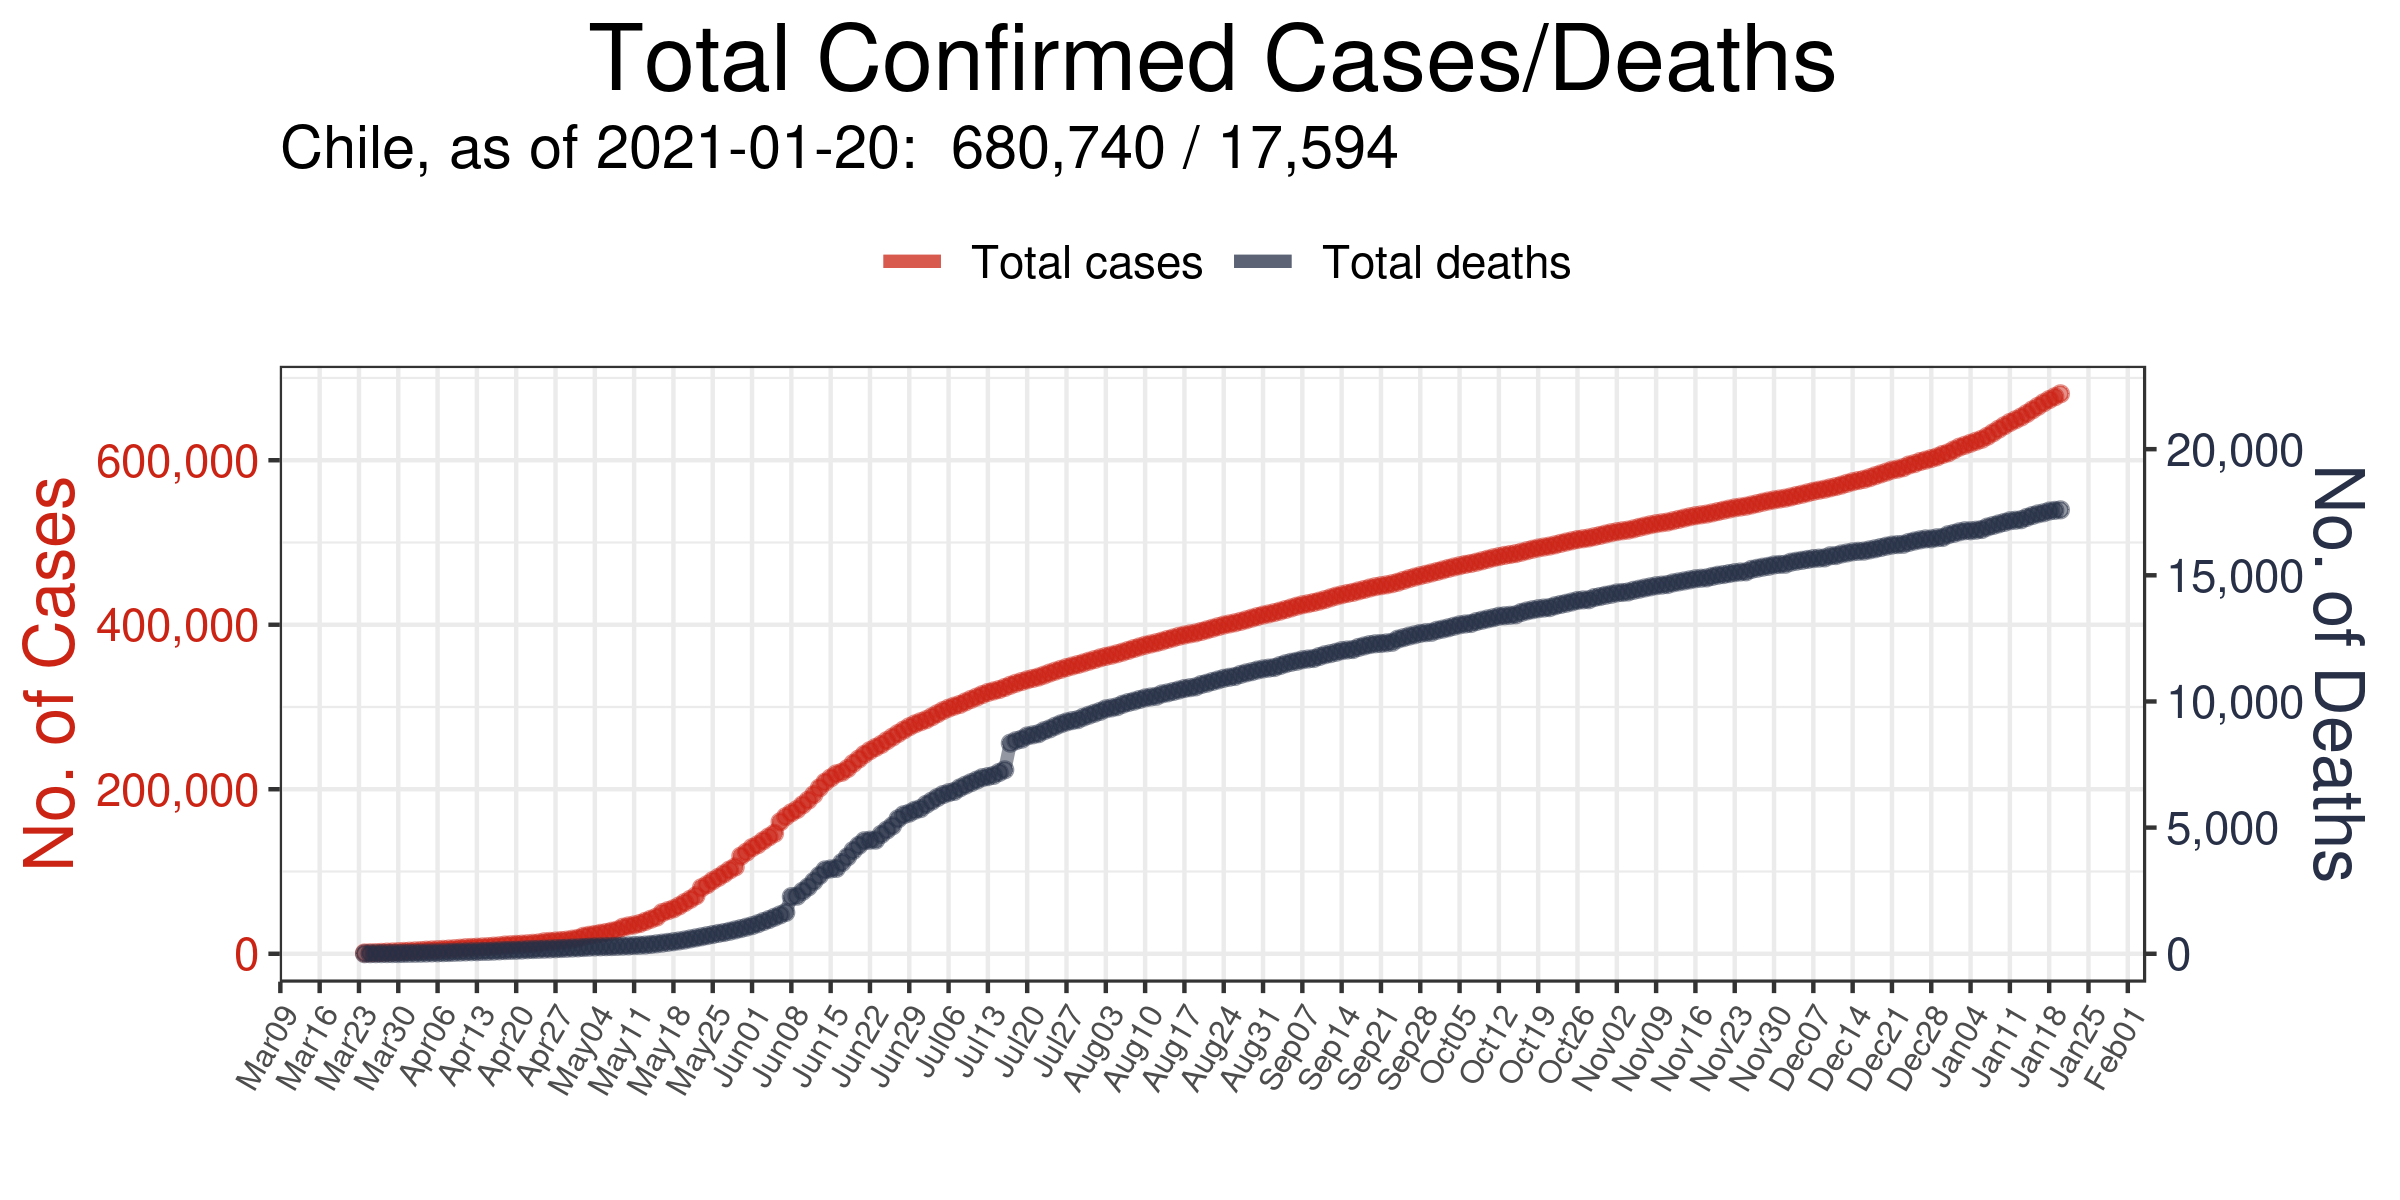 Total Confirmed Cases/Deaths
Chile, as of 2021-01-20:  680,740 / 17,594
Total cases
Total deaths
No. of Cases
600,000
400,000
200,000
0
20,000
15,000
10,000
5,000
0
No. of Deaths
Mar09
Mar16
Mar23
Mar30
Apr06
Apr13
Apr20
Apr27
May04
May11
May18
May25
Jun01
Jun08
Jun15
Jun22
Jun29
Jul06
Jul13
Jul20
Jul27
Aug03
Aug10
Aug17
Aug24
Aug31
Sep07
Sep14
Sep21
Sep28
Oct05
Oct12
Oct19
Oct26
Nov02
Nov09
Nov16
Nov23
Nov30
Dec07
Dec14
Dec21
Dec28
Jan04
Jan11
Jan18
Jan25
Feb01